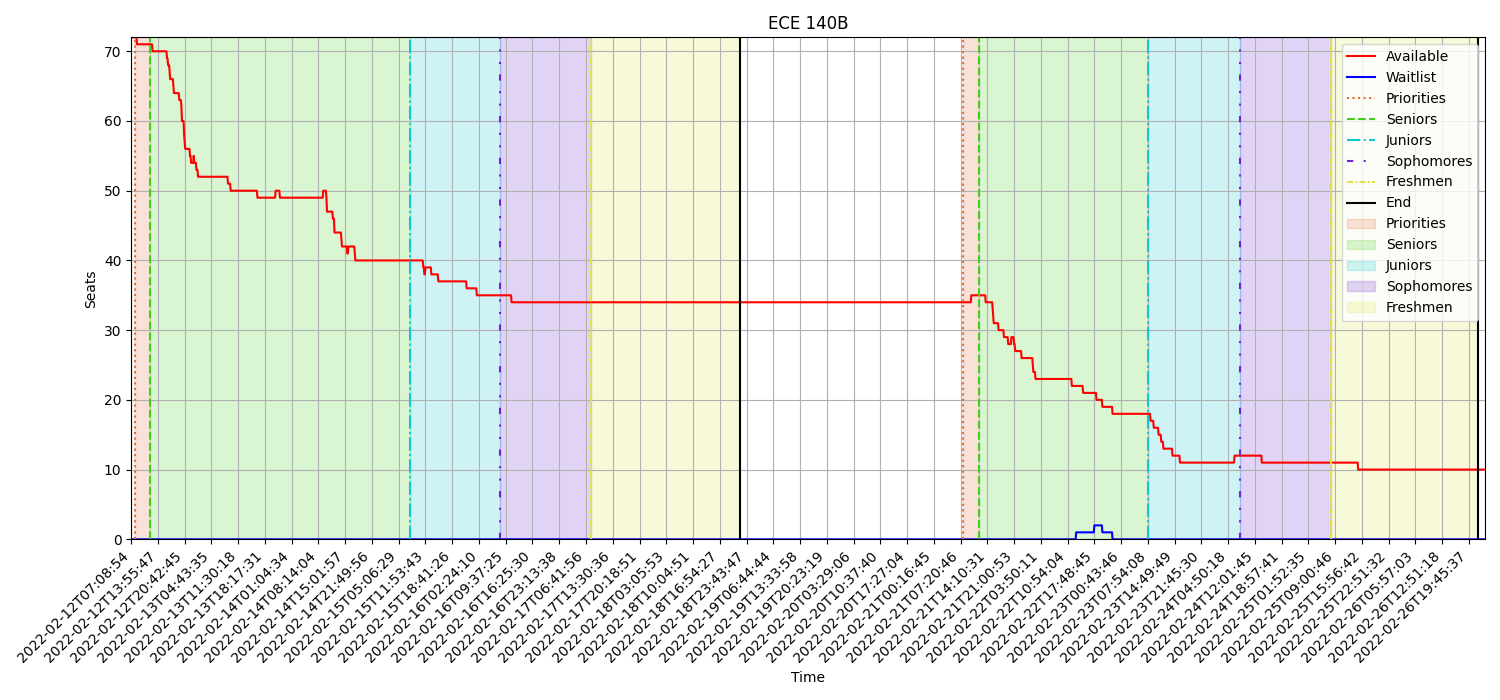 ECE 140B
Seats
70
60
50
40
30
20
10
0
Available
Waitlist
Priorities
Seniors
Juniors
Sophomores
Freshmen
End
Priorities
Seniors
Juniors
Sophomores
Freshmen
2022-02-12T07:08:54
2022-02-12T13:55:47
2022-02-12T20:42:45
2022-02-13T04:43:35
2022-02-13T11:30:18
2022-02-13T18:17:31
2022-02-14T01:04:34
2022-02-14T08:14:04
2022-02-14T15:01:57
2022-02-14T21:49:56
2022-02-15T05:06:29
2022-02-15T11:53:43
2022-02-15T18:41:26
2022-02-16T02:24:10
2022-02-16T09:37:25
2022-02-16T16:25:30
2022-02-16T23:13:38
2022-02-17T06:41:56
2022-02-17T13:30:36
2022-02-17T20:18:51
2022-02-18T03:05:53
2022-02-18T10:04:51
2022-02-18T16:54:27
2022-02-18T23:43:47
2022-02-19T06:44:44
2022-02-19T13:33:58
2022-02-19T20:23:19
2022-02-20T03:29:06
2022-02-20T10:37:40
2022-02-20T17:27:04
2022-02-21T00:16:45
2022-02-21T07:20:46
2022-02-21T14:10:31
2022-02-21T21:00:53
2022-02-22T03:50:11
2022-02-22T10:54:04
2022-02-22T17:48:45
2022-02-23T00:43:46
2022-02-23T07:54:08
2022-02-23T14:49:49
2022-02-23T21:45:30
2022-02-24T04:50:18
2022-02-24T12:01:45
2022-02-24T18:57:41
2022-02-25T01:52:35
2022-02-25T09:00:46
2022-02-25T15:56:42
2022-02-25T22:51:32
2022-02-26T05:57:03
2022-02-26T12:51:18
2022-02-26T19:45:37
Time